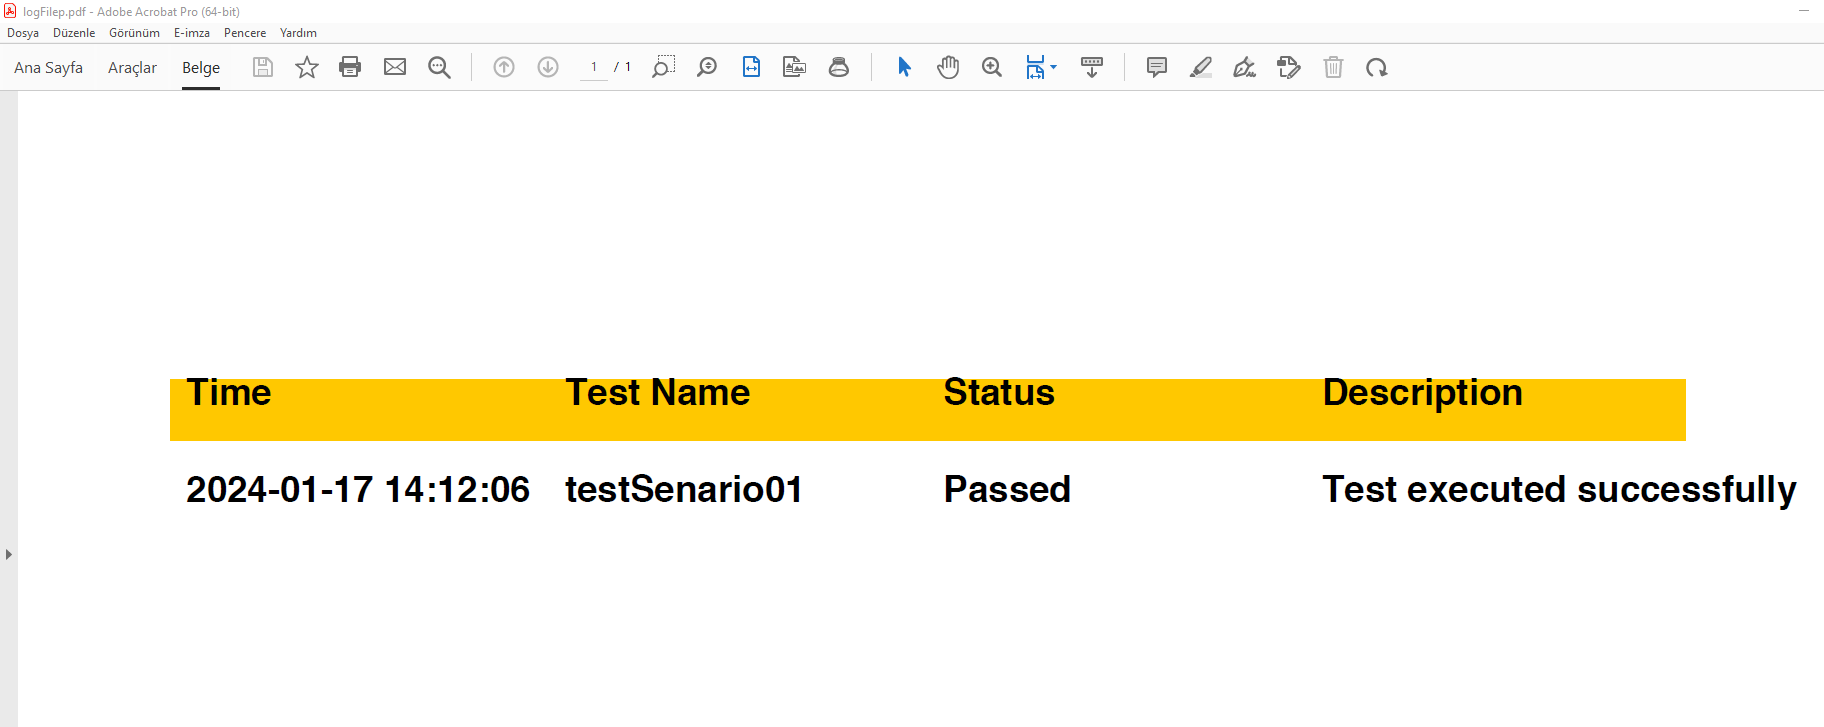 logFilep.pdf - Adobe Acrobat Pro (64-bit)
Dosya Düzenle Görünüm E-imza Pencere Yardım
Ana Sayfa Araçlar Belge 1 / 1
Time Test Name Status Description
2024-01-17 14:12:06 testSenario01 Passed Test executed successfully